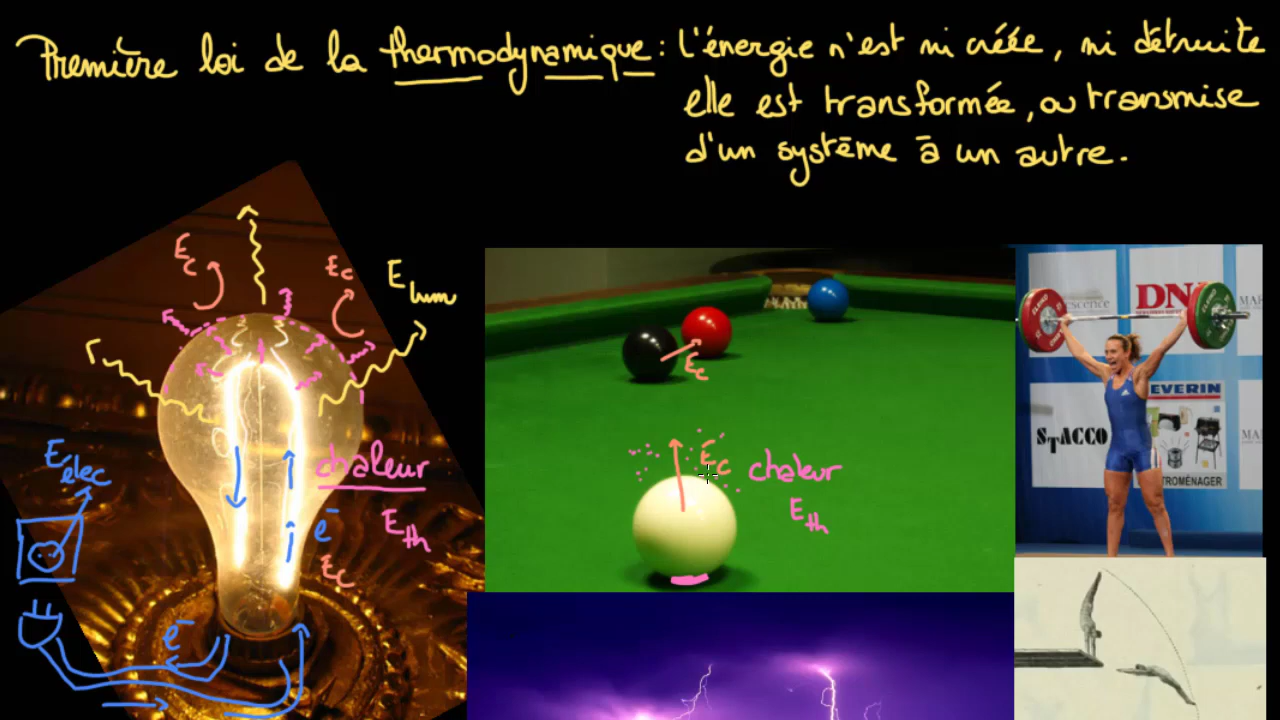 Première loi de la thermodynamique : L'énergie n'est ni créée, ni détruite
elle est transformée, ou transmise
d'un système à un autre.
Ec
Ec
Elum
Eelec
chaleur
Eth
e-
Ec
e-
Ec
Ec
chaleur
Eth
DN
STACCO
EVERIN